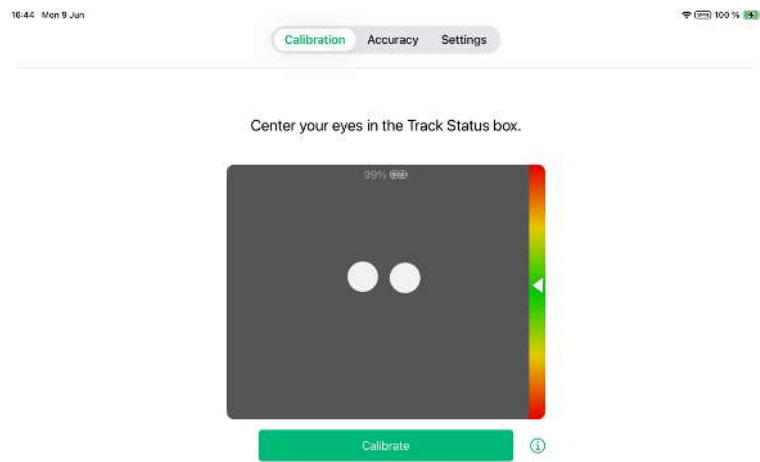 16:44 Mon 9 Jun
VPN 100 %
Calibration Accuracy Settings
Center your eyes in the Track Status box.
99%
Calibrate